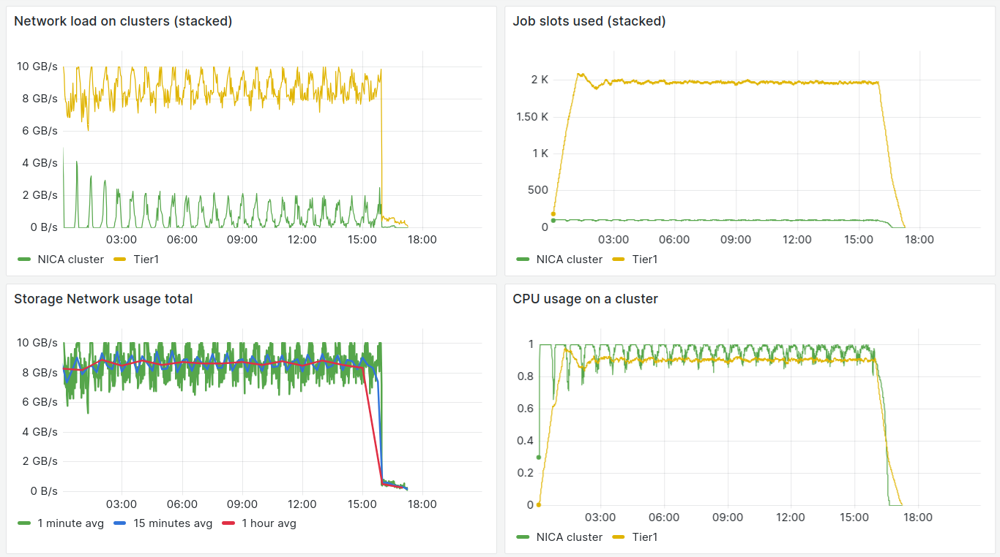 Network load on clusters (stacked)
10 GB/s
8 GB/s
6 GB/s
4 GB/s
2 GB/s
0 B/s
03:00 06:00 09:00 12:00 15:00 18:00
NICA cluster Tier1
Job slots used (stacked)
2 K
1.50 K
1 K
500
0
03:00 06:00 09:00 12:00 15:00 18:00
NICA cluster Tier1
Storage Network usage total
10 GB/s
8 GB/s
6 GB/s
4 GB/s
2 GB/s
0 B/s
03:00 06:00 09:00 12:00 15:00 18:00
1 minute avg 15 minutes avg 1 hour avg
CPU usage on a cluster
1
0.8
0.6
0.4
0.2
0
03:00 06:00 09:00 12:00 15:00 18:00
NICA cluster Tier1